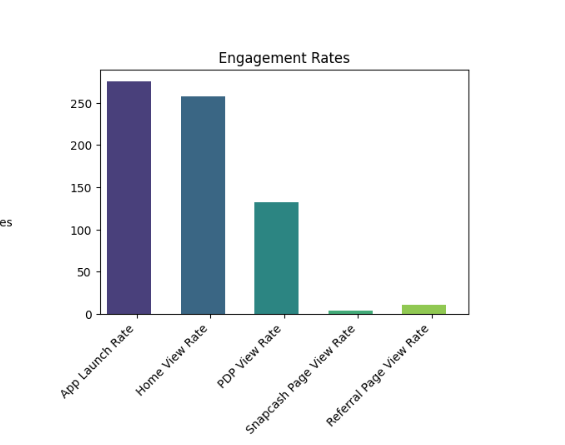 Engagement Rates
250
200
150
100
50
0
App Launch Rate
Home View Rate
PDP View Rate
Snapcash Page View Rate
Referral Page View Rate